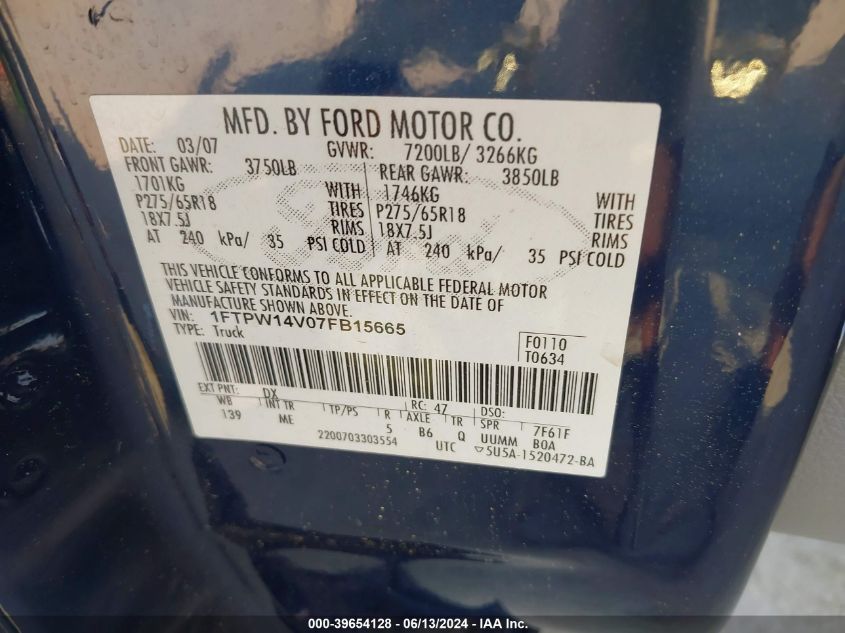 MFD. BY FORD MOTOR CO.
DATE: 03/07 GVWR: 7200LB/ 3266KG
FRONT GAWR: 3750LB REAR GAWR: 3850LB
1701KG WITH 1746KG WITH
P275/65R18 TIRES P275/65R18 TIRES
18X7.5J RIMS 18X7.5J RIMS
AT 240 kPa/ 35 PSI COLD AT 240 kPa/ 35 PSI COLD
THIS VEHICLE CONFORMS TO ALL APPLICABLE FEDERAL MOTOR
VEHICLE SAFETY STANDARDS IN EFFECT ON THE DATE OF
MANUFACTURE SHOWN ABOVE.
VIN: 1FTPW14V07FB15665
TYPE: Truck
F0110
T0634
EXT PNT: DX RC: 47 DSO:
WB INT TR TP/PS R AXLE TR SPR 7F61F
139 ME 5 B6 Q UUMM BOA
2200703303554 UTC 5U5A-1520472-BA
000-39654128 - 06/13/2024 - IAA Inc.